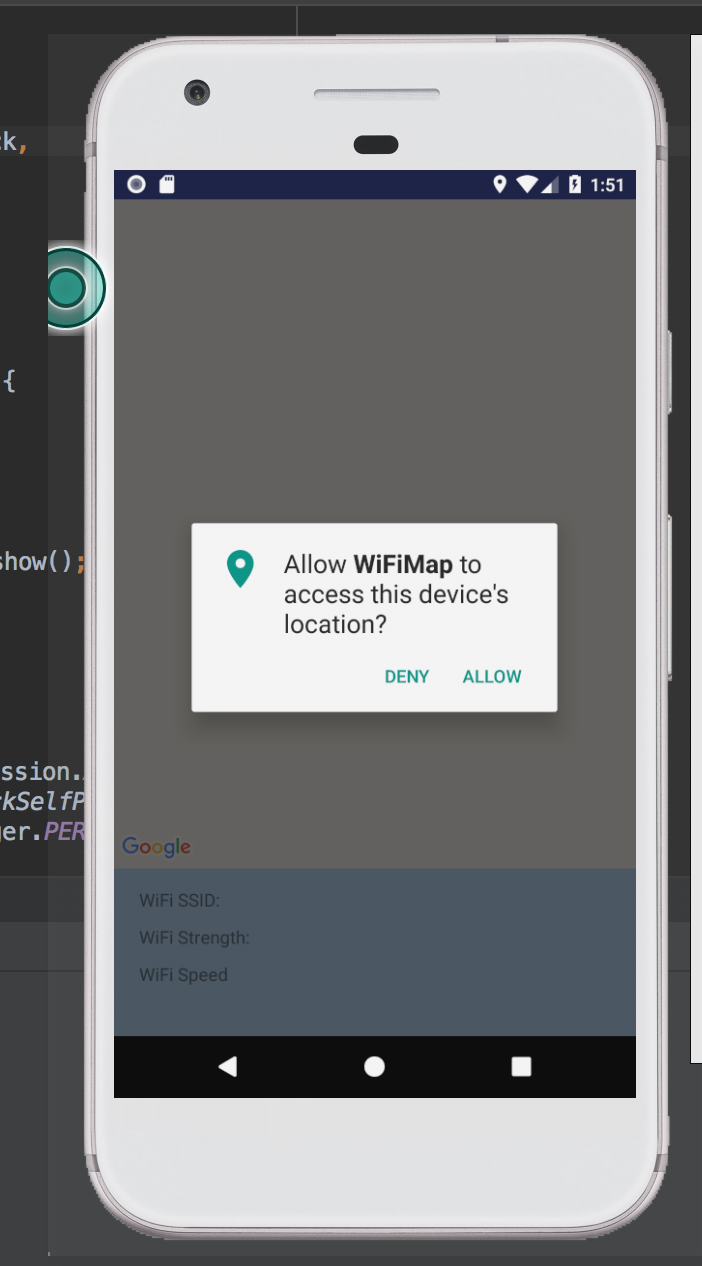 k,
1:51
{
show();
Allow WiFiMap to
access this device's
location?
DENY ALLOW
ssion.
kSelfP
ger.PER
Google
WiFi SSID:
WiFi Strength:
WiFi Speed